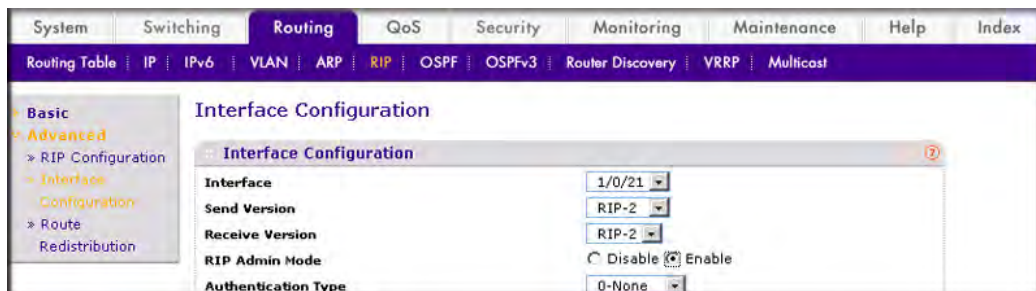 System Switching Routing QoS Security Monitoring Maintenance Help Index
Routing Table IP IPv6 VLAN ARP RIP OSPF OSPFv3 Router Discovery VRRP Multicast
Basic
Advanced
» RIP Configuration
» Interface
Configuration
» Route
Redistribution
Interface Configuration
Interface Configuration
Interface 1/0/21
Send Version RIP-2
Receive Version RIP-2
RIP Admin Mode Disable Enable
Authentication Type 0-None